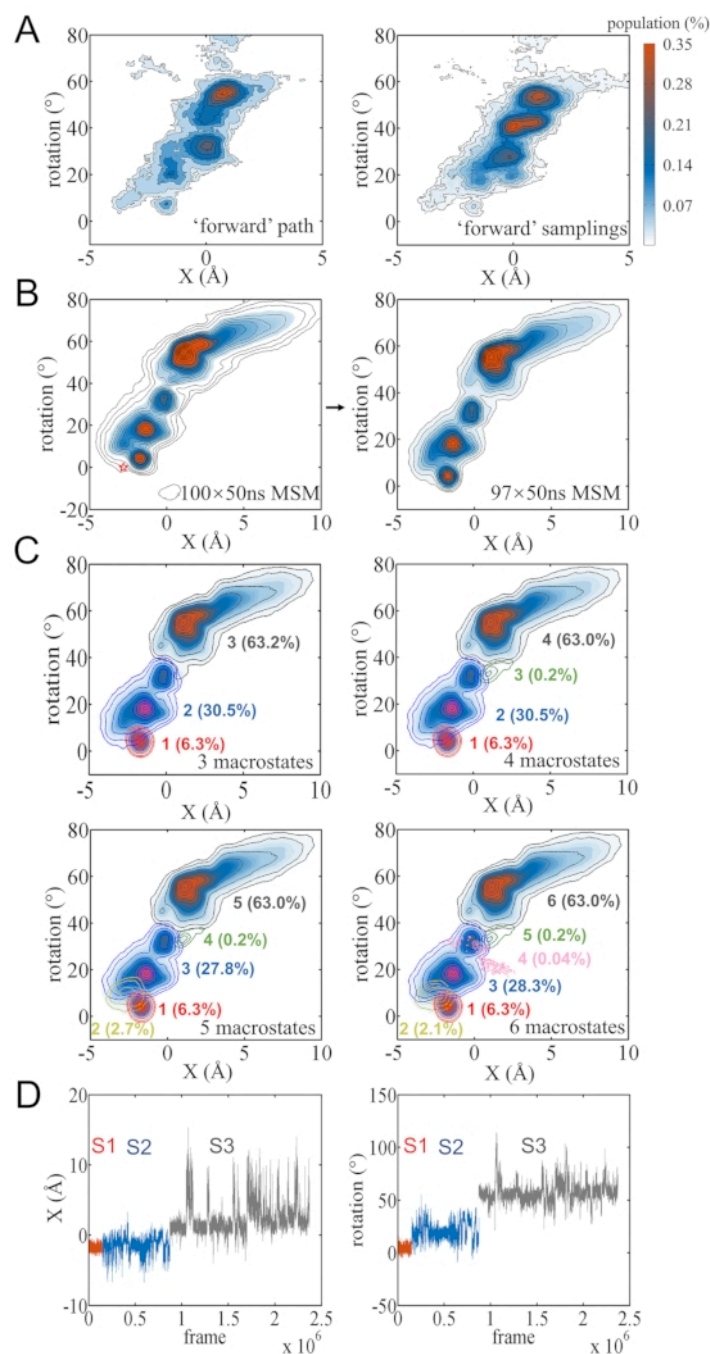 A
population (%)
80
60
40
20
0
rotation (°)
-5
0
5
X (Å)
'forward' path
80
60
40
20
0
rotation (°)
-5
0
5
X (Å)
'forward' samplings
0.35
0.28
0.21
0.14
0.07
B
80
60
40
20
0
-20
rotation (°)
-5
0
5
10
X (Å)
100×50ns MSM
80
60
40
20
0
rotation (°)
-5
0
5
10
X (Å)
97×50ns MSM
C
80
60
40
20
0
rotation (°)
3 (63.2%)
2 (30.5%)
1 (6.3%)
3 macrostates
-5
0
5
10
X (Å)
80
60
40
20
0
rotation (°)
4 (63.0%)
3 (0.2%)
2 (30.5%)
1 (6.3%)
4 macrostates
-5
0
5
10
X (Å)
80
60
40
20
0
rotation (°)
5 (63.0%)
4 (0.2%)
3 (27.8%)
1 (6.3%)
2 (2.7%)
5 macrostates
-5
0
5
10
X (Å)
80
60
40
20
0
rotation (°)
6 (63.0%)
5 (0.2%)
4 (0.04%)
3 (28.3%)
1 (6.3%)
2 (2.1%)
6 macrostates
-5
0
5
10
X (Å)
D
20
10
0
-10
X (Å)
S1
S2
S3
0
0.5
1
1.5
2
2.5
frame
x 10⁶
150
100
50
0
-50
rotation (°)
S1
S2
S3
0
0.5
1
1.5
2
2.5
frame
x 10⁶